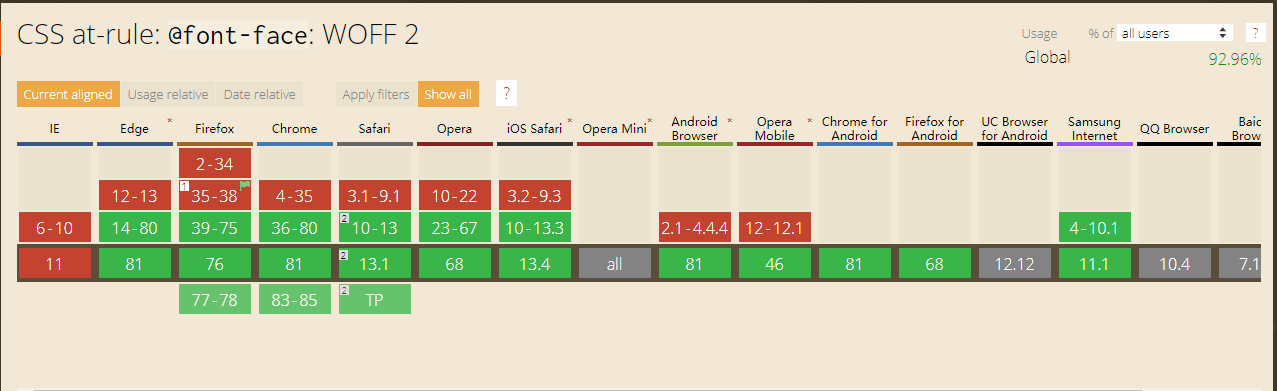 CSS at-rule: @font-face: WOFF 2
Usage % of all users ?
Global 92.96%
Current aligned Usage relative Date relative Apply filters Show all ?
IE Edge * Firefox Chrome Safari Opera iOS Safari * Opera Mini * Android Browser * Opera Mobile * Chrome for Android Firefox for Android UC Browser for Android Samsung Internet QQ Browser Baid Brow
2-34
12-13 1 35-38 4-35 3.1-9.1 10-22 3.2-9.3
6-10 14-80 39-75 36-80 2 10-13 23-67 10-13.3 2.1-4.4.4 12-12.1 4-10.1
11 81 76 81 2 13.1 68 13.4 all 81 46 81 68 12.12 11.1 10.4 7.1
77-78 83-85 2 TP